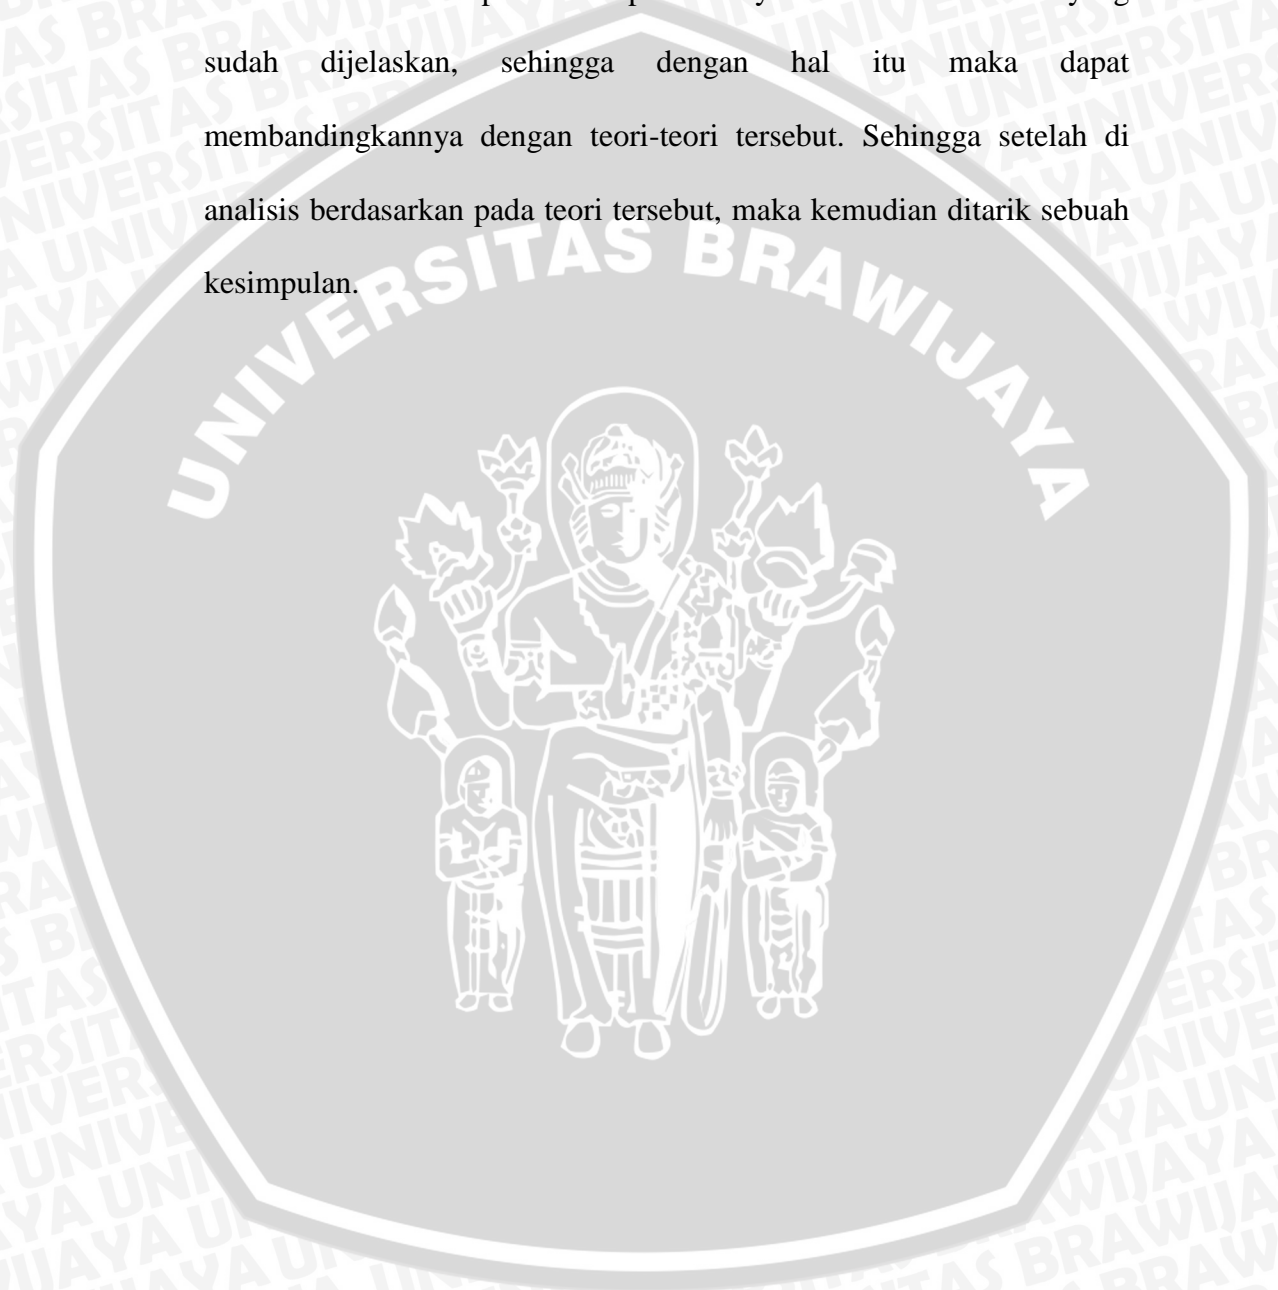 sudah dijelaskan, sehingga dengan hal itu maka dapat
membandingkannya dengan teori-teori tersebut. Sehingga setelah di
analisis berdasarkan pada teori tersebut, maka kemudian ditarik sebuah
kesimpulan.
UNIVERSITAS BRAWIJAYA